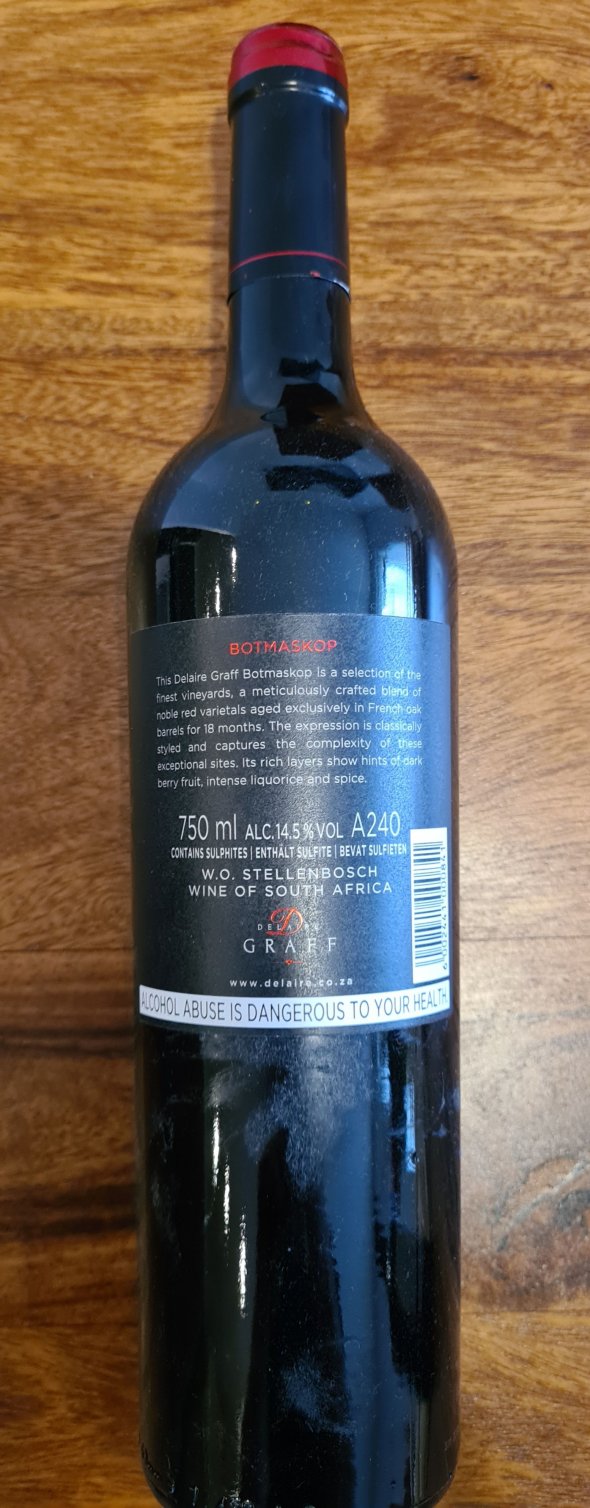 BOTMASKOP
This Delaire Graff Botmaskop is a selection of the
finest vineyards, a meticulously crafted blend of
noble red varietals aged exclusively in French oak
barrels for 18 months. The expression is classically
styled and captures the complexity of these
exceptional sites. Its rich layers show hints of dark
berry fruit, intense liquorice and spice.
750 ml ALC.14.5 % VOL A240
CONTAINS SULPHITES | ENTHÄLT SULFITE | BEVAT SULFIETEN
W.O. STELLENBOSCH
WINE OF SOUTH AFRICA
D
DELAIRE
GRAFF
www.delaire.co.za
ALCOHOL ABUSE IS DANGEROUS TO YOUR HEALTH.